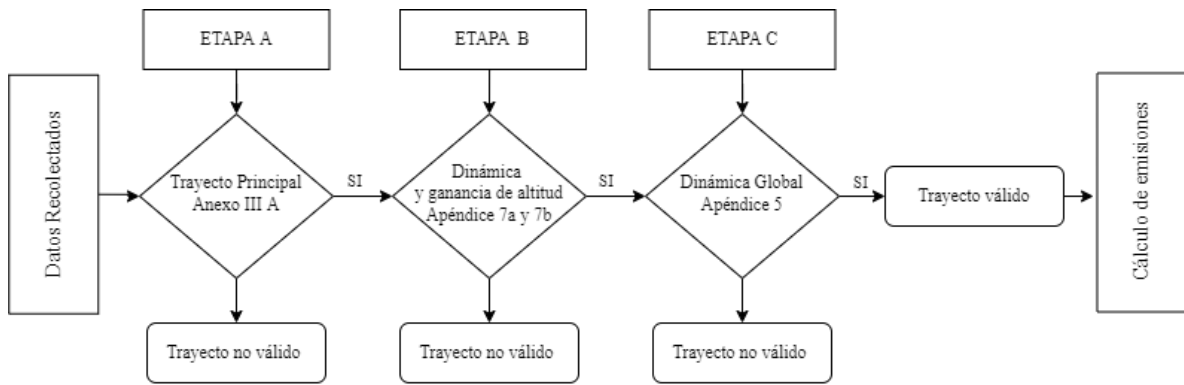 ETAPA A
ETAPA B
ETAPA C
Datos Recolectados
Trayecto Principal
Anexo III A
SI
Dinámica
y ganancia de altitud
Apéndice 7a y 7b
SI
Dinámica Global
Apéndice 5
SI
Trayecto válido
Cálculo de emisiones
Trayecto no válido
Trayecto no válido
Trayecto no válido